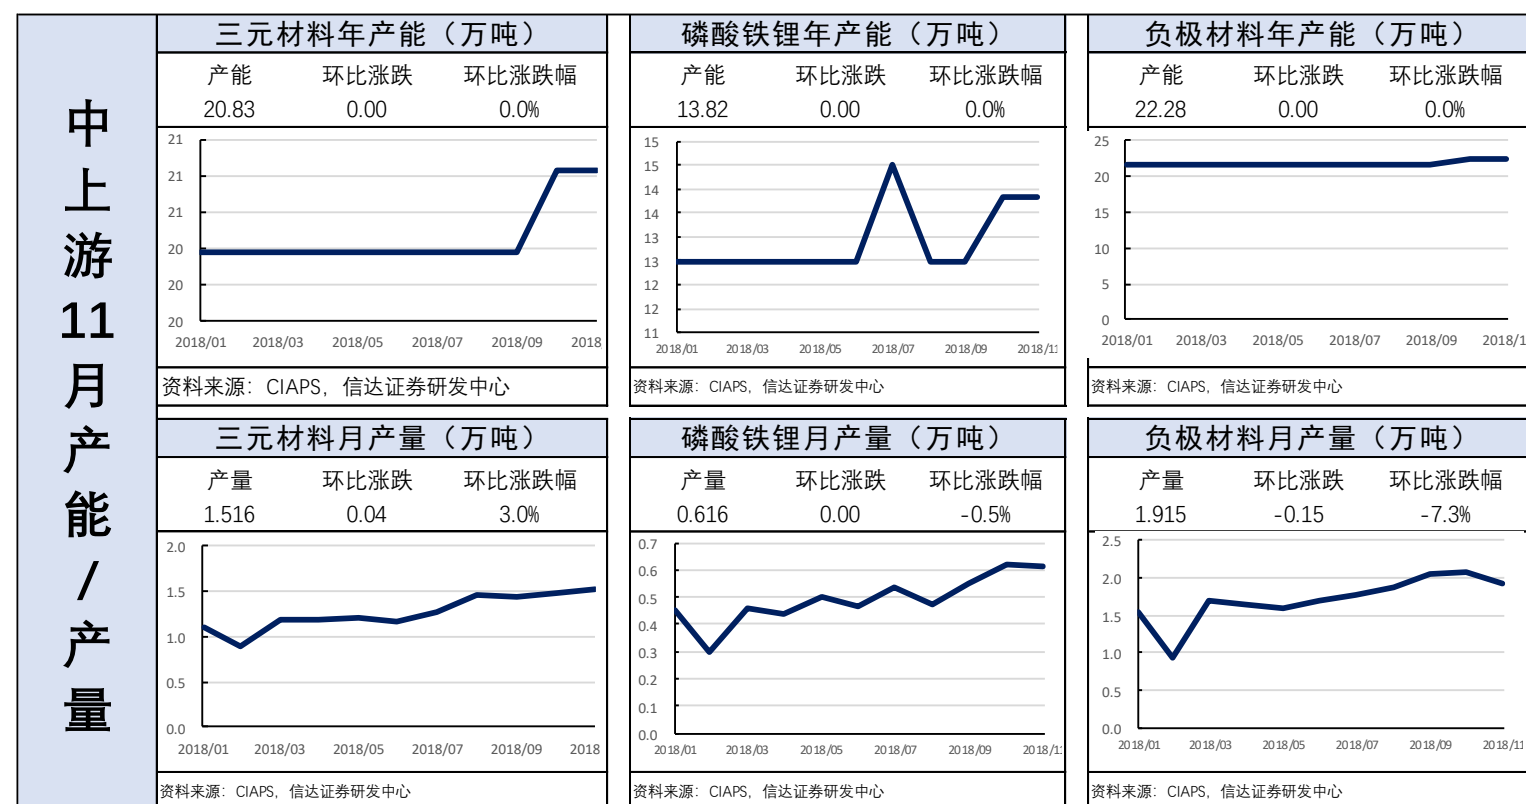 中
上
游
11
月
产
能
/
产
量
三元材料年产能（万吨）
产能 环比涨跌 环比涨跌幅
20.83 0.00 0.0%
21
21
21
20
20
20
2018/01 2018/03 2018/05 2018/07 2018/09 2018
资料来源：CIAPS，信达证券研发中心
磷酸铁锂年产能（万吨）
产能 环比涨跌 环比涨跌幅
13.82 0.00 0.0%
15
15
14
14
13
13
12
12
11
2018/01 2018/03 2018/05 2018/07 2018/09 2018/11
资料来源：CIAPS，信达证券研发中心
负极材料年产能（万吨）
产能 环比涨跌 环比涨跌幅
22.28 0.00 0.0%
25
20
15
10
5
0
2018/01 2018/03 2018/05 2018/07 2018/09 2018/1
资料来源：CIAPS，信达证券研发中心
三元材料月产量（万吨）
产量 环比涨跌 环比涨跌幅
1.516 0.04 3.0%
2.0
1.5
1.0
0.5
0.0
2018/01 2018/03 2018/05 2018/07 2018/09 2018
资料来源：CIAPS，信达证券研发中心
磷酸铁锂月产量（万吨）
产量 环比涨跌 环比涨跌幅
0.616 0.00 -0.5%
0.7
0.6
0.5
0.4
0.3
0.2
0.1
0.0
2018/01 2018/03 2018/05 2018/07 2018/09 2018/11
资料来源：CIAPS，信达证券研发中心
负极材料月产量（万吨）
产量 环比涨跌 环比涨跌幅
1.915 -0.15 -7.3%
2.5
2.0
1.5
1.0
0.5
0.0
2018/01 2018/03 2018/05 2018/07 2018/09 2018/11
资料来源：CIAPS，信达证券研发中心